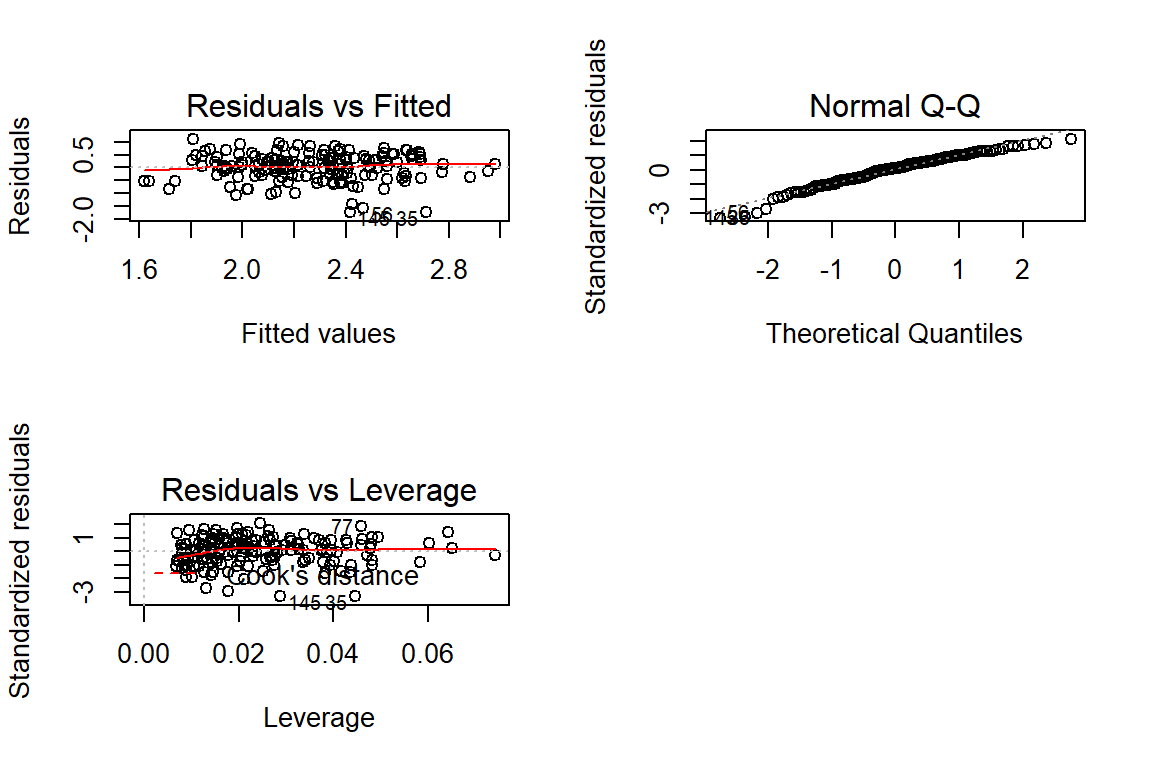 Residuals vs Fitted
Residuals
0.5
-2.0
56
145 35
1.6 2.0 2.4 2.8
Fitted values
Normal Q-Q
Standardized residuals
0
-3
56
-2 -1 0 1 2
Theoretical Quantiles
Residuals vs Leverage
Standardized residuals
1
-3
77
Cook's distance
145 35
0.00 0.02 0.04 0.06
Leverage